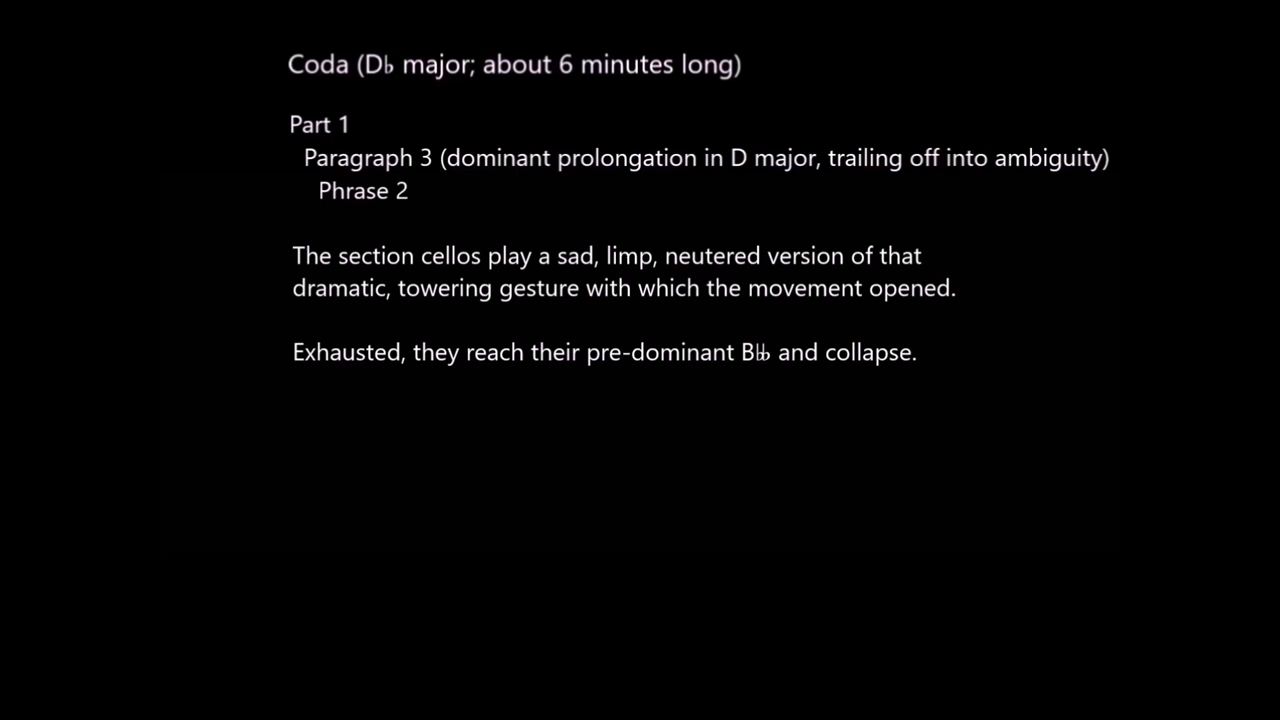 Coda (D♭ major; about 6 minutes long)
Part 1
Paragraph 3 (dominant prolongation in D major, trailing off into ambiguity)
Phrase 2
The section cellos play a sad, limp, neutered version of that
dramatic, towering gesture with which the movement opened.
Exhausted, they reach their pre-dominant B𝄫 and collapse.